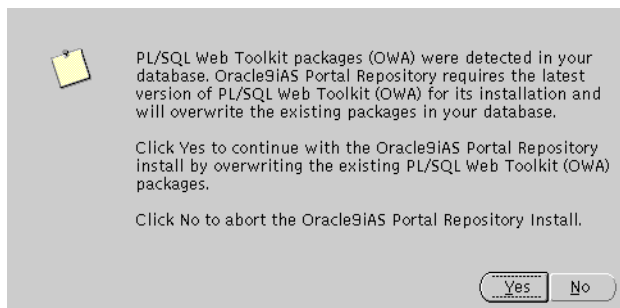 PL/SQL Web Toolkit packages (OWA) were detected in your
database. Oracle9iAS Portal Repository requires the latest
version of PL/SQL Web Toolkit (OWA) for its installation and
will overwrite the existing packages in your database.
Click Yes to continue with the Oracle9iAS Portal Repository
install by overwriting the existing PL/SQL Web Toolkit (OWA)
packages.
Click No to abort the Oracle9iAS Portal Repository Install.
Yes No